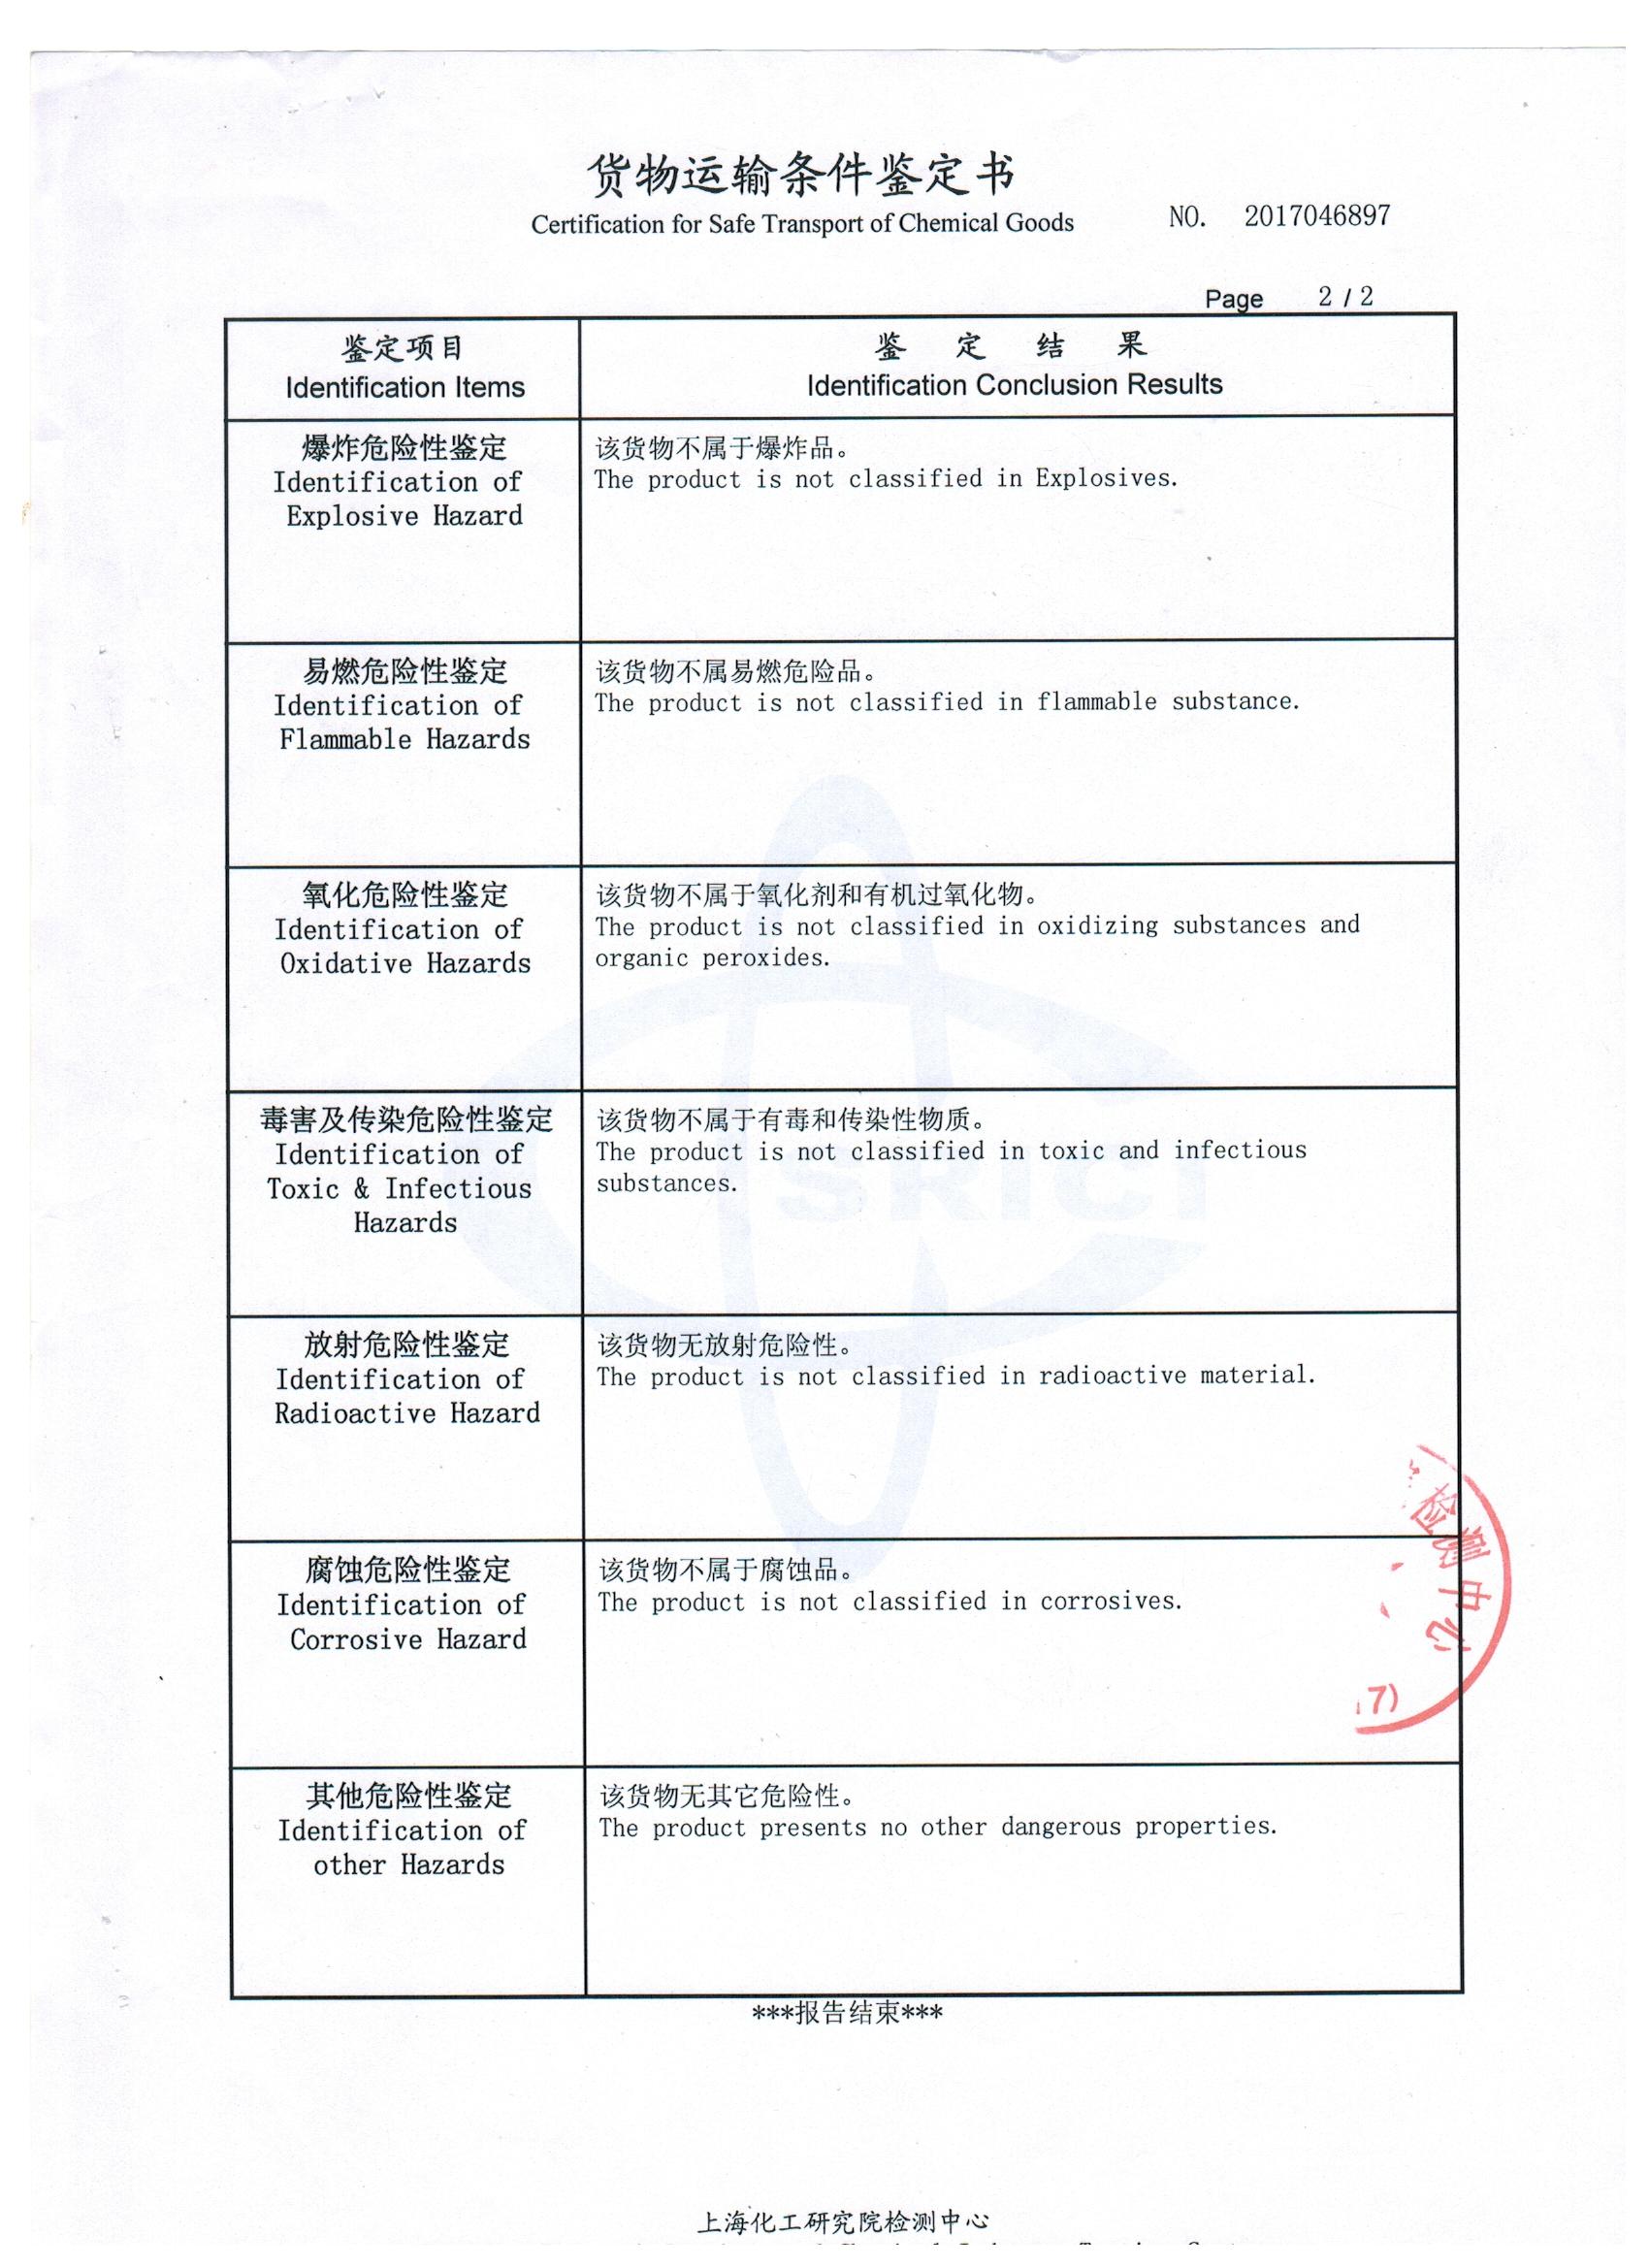 货物运输条件鉴定书
Certification for Safe Transport of Chemical Goods
NO. 2017046897
Page 2 / 2
鉴定项目
Identification Items
鉴 定 结 果
Identification Conclusion Results
爆炸危险性鉴定
Identification of
Explosive Hazard
该货物不属于爆炸品。
The product is not classified in Explosives.
易燃危险性鉴定
Identification of
Flammable Hazards
该货物不属易燃危险品。
The product is not classified in flammable substance.
氧化危险性鉴定
Identification of
Oxidative Hazards
该货物不属于氧化剂和有机过氧化物。
The product is not classified in oxidizing substances and
organic peroxides.
毒害及传染危险性鉴定
Identification of
Toxic & Infectious
Hazards
该货物不属于有毒和传染性物质。
The product is not classified in toxic and infectious
substances.
SRICI
放射危险性鉴定
Identification of
Radioactive Hazard
该货物无放射危险性。
The product is not classified in radioactive material.
腐蚀危险性鉴定
Identification of
Corrosive Hazard
该货物不属于腐蚀品。
The product is not classified in corrosives.
检测中心
7)
其他危险性鉴定
Identification of
other Hazards
该货物无其它危险性。
The product presents no other dangerous properties.
***报告结束***
上海化工研究院检测中心